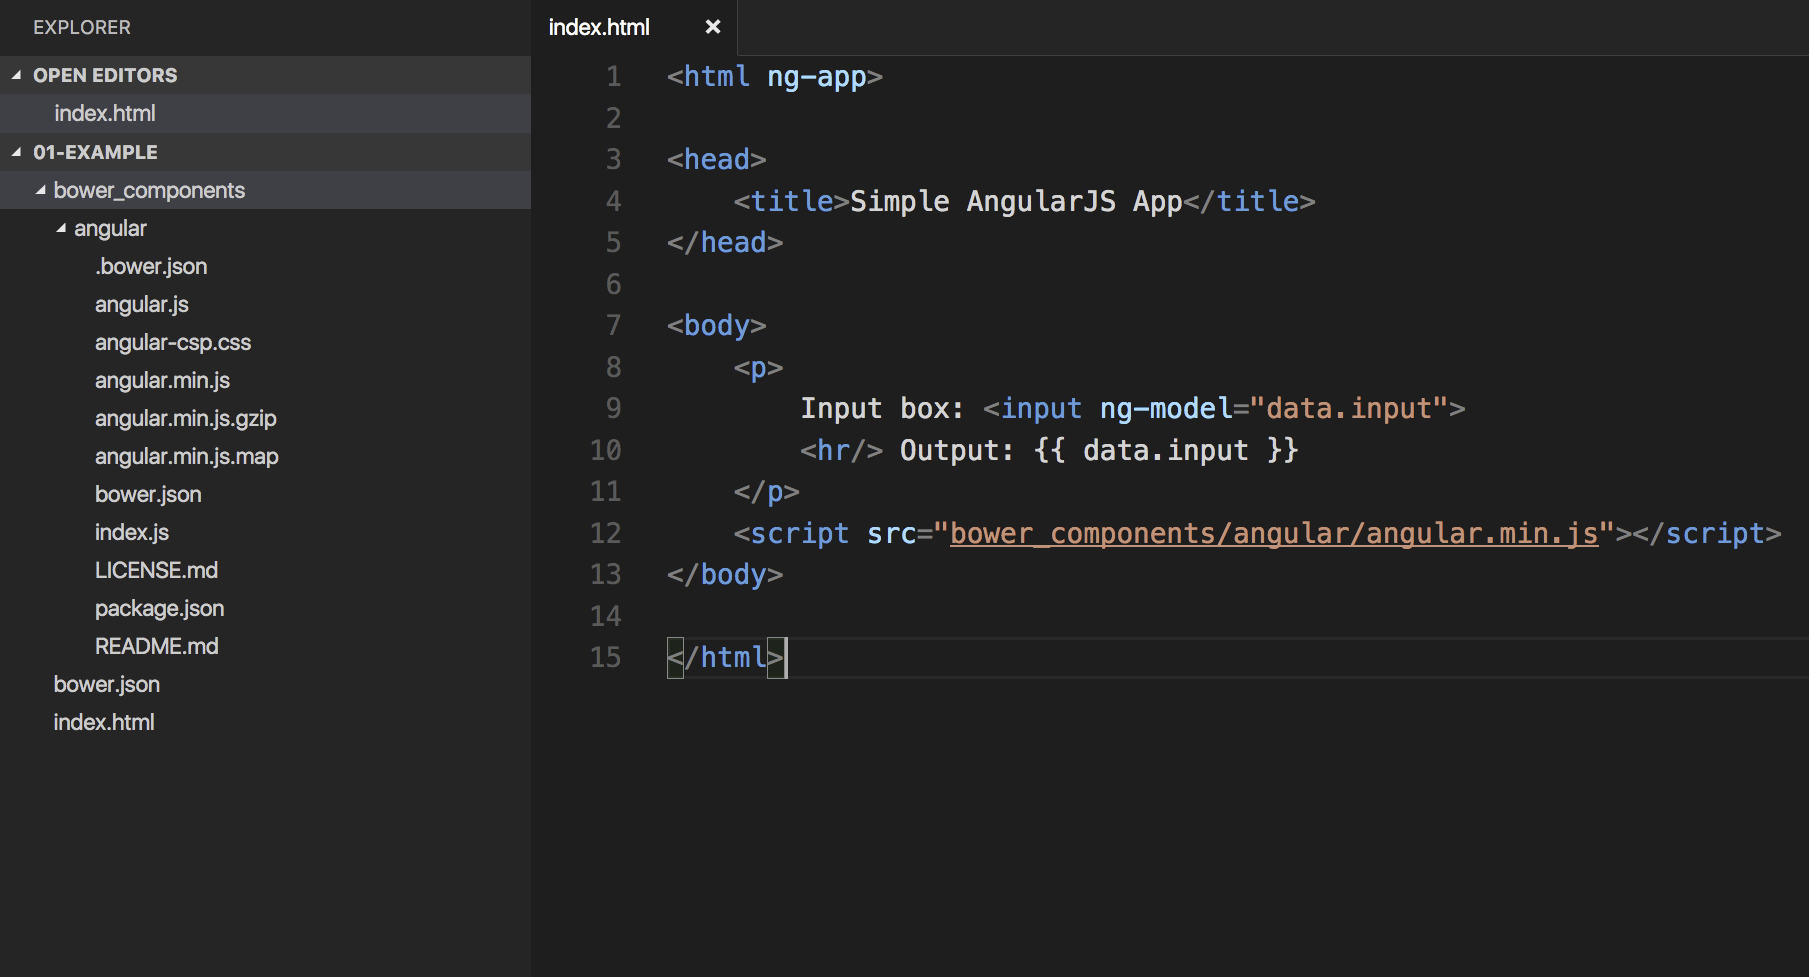 EXPLORER
OPEN EDITORS
index.html
01-EXAMPLE
bower_components
angular
.bower.json
angular.js
angular-csp.css
angular.min.js
angular.min.js.gzip
angular.min.js.map
bower.json
index.js
LICENSE.md
package.json
README.md
bower.json
index.html
index.html ×
1 <html ng-app>
2
3 <head>
4     <title>Simple AngularJS App</title>
5 </head>
6
7 <body>
8     <p>
9         Input box: <input ng-model="data.input">
10         <hr/> Output: {{ data.input }}
11     </p>
12     <script src="bower_components/angular/angular.min.js"></script>
13 </body>
14
15 </html>